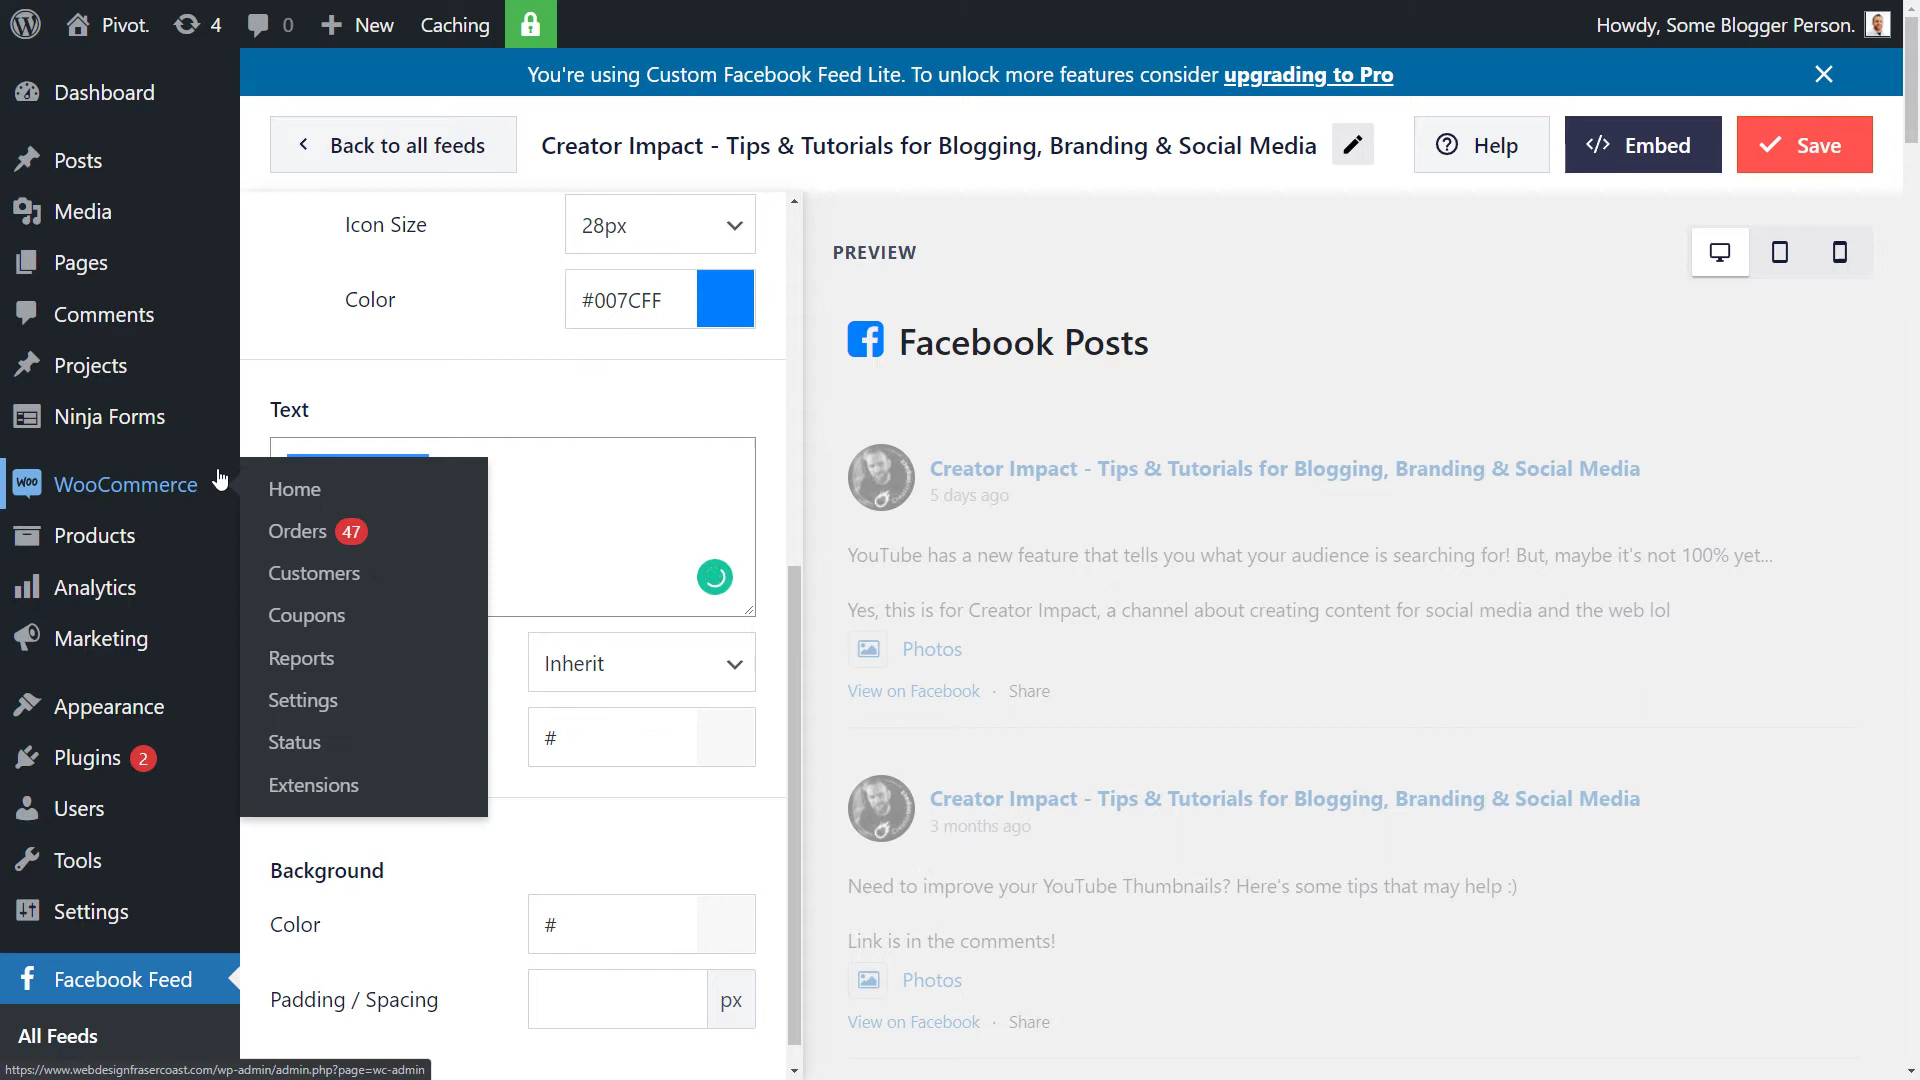 Pivot.
4
0
New
Caching
Howdy, Some Blogger Person.
You're using Custom Facebook Feed Lite. To unlock more features consider upgrading to Pro
Dashboard
Posts
Media
Pages
Comments
Projects
Ninja Forms
WOO
WooCommerce
Products
Analytics
Marketing
Appearance
Plugins 2
Users
Tools
Settings
Facebook Feed
All Feeds
Home
Orders 47
Customers
Coupons
Reports
Settings
Status
Extensions
Back to all feeds
Creator Impact - Tips & Tutorials for Blogging, Branding & Social Media
Help
Embed
Save
Icon Size
28px
Color
#007CFF
Text
Inherit
#
Background
Color
#
Padding / Spacing
px
PREVIEW
Facebook Posts
Creator Impact - Tips & Tutorials for Blogging, Branding & Social Media
5 days ago
YouTube has a new feature that tells you what your audience is searching for! But, maybe it's not 100% yet...
Yes, this is for Creator Impact, a channel about creating content for social media and the web lol
Photos
View on Facebook · Share
Creator Impact - Tips & Tutorials for Blogging, Branding & Social Media
3 months ago
Need to improve your YouTube Thumbnails? Here's some tips that may help :)
Link is in the comments!
Photos
View on Facebook · Share
https://www.webdesignfrasercoast.com/wp-admin/admin.php?page=wc-admin